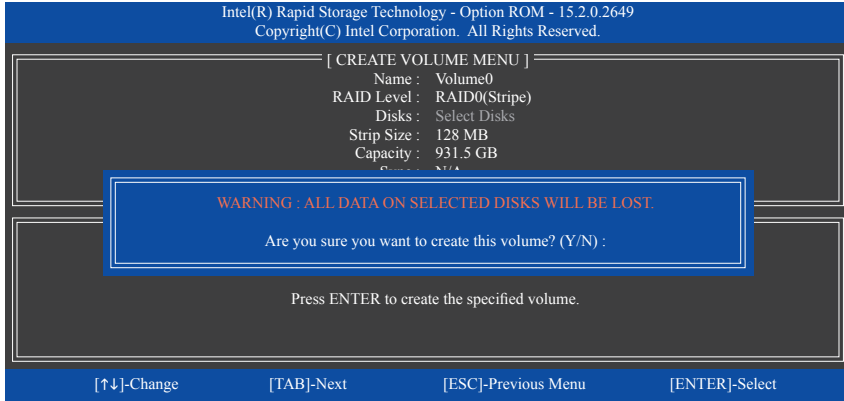 Intel(R) Rapid Storage Technology - Option ROM - 15.2.0.2649
Copyright(C) Intel Corporation. All Rights Reserved.
[ CREATE VOLUME MENU ]
Name : Volume0
RAID Level : RAID0(Stripe)
Disks : Select Disks
Strip Size : 128 MB
Capacity : 931.5 GB
WARNING : ALL DATA ON SELECTED DISKS WILL BE LOST.
Are you sure you want to create this volume? (Y/N) :
Press ENTER to create the specified volume.
[↑↓]-Change [TAB]-Next [ESC]-Previous Menu [ENTER]-Select